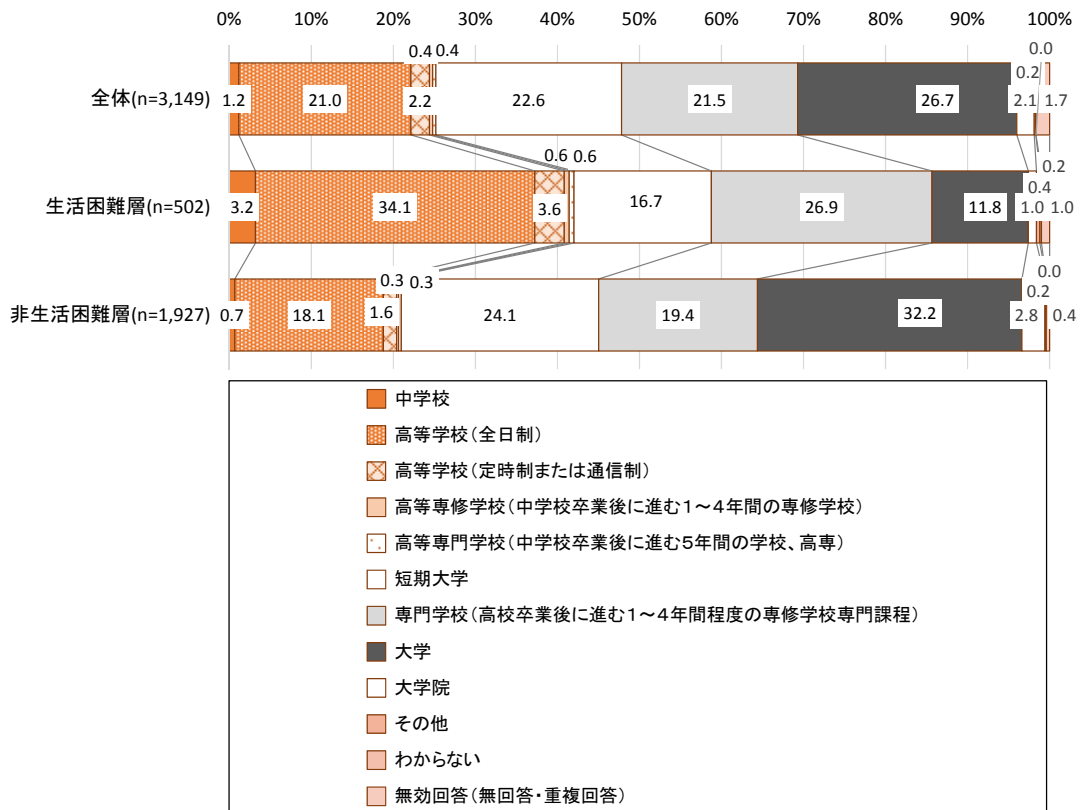 0% 10% 20% 30% 40% 50% 60% 70% 80% 90% 100%
0.4 0.4 0.0
0.2
全体(n=3,149) 1.2 21.0 2.2 22.6 21.5 26.7 2.1 1.7
0.6 0.6 0.2
0.4
生活困難層(n=502) 3.2 34.1 3.6 16.7 26.9 11.8 1.0 1.0
0.3 0.3 0.0
0.2
非生活困難層(n=1,927) 0.7 18.1 1.6 24.1 19.4 32.2 2.8 0.4
中学校
高等学校(全日制)
高等学校(定時制または通信制)
高等専修学校(中学校卒業後に進む1～4年間の専修学校)
高等専門学校(中学校卒業後に進む5年間の学校、高専)
短期大学
専門学校(高校卒業後に進む1～4年間程度の専修学校専門課程)
大学
大学院
その他
わからない
無効回答(無回答・重複回答)